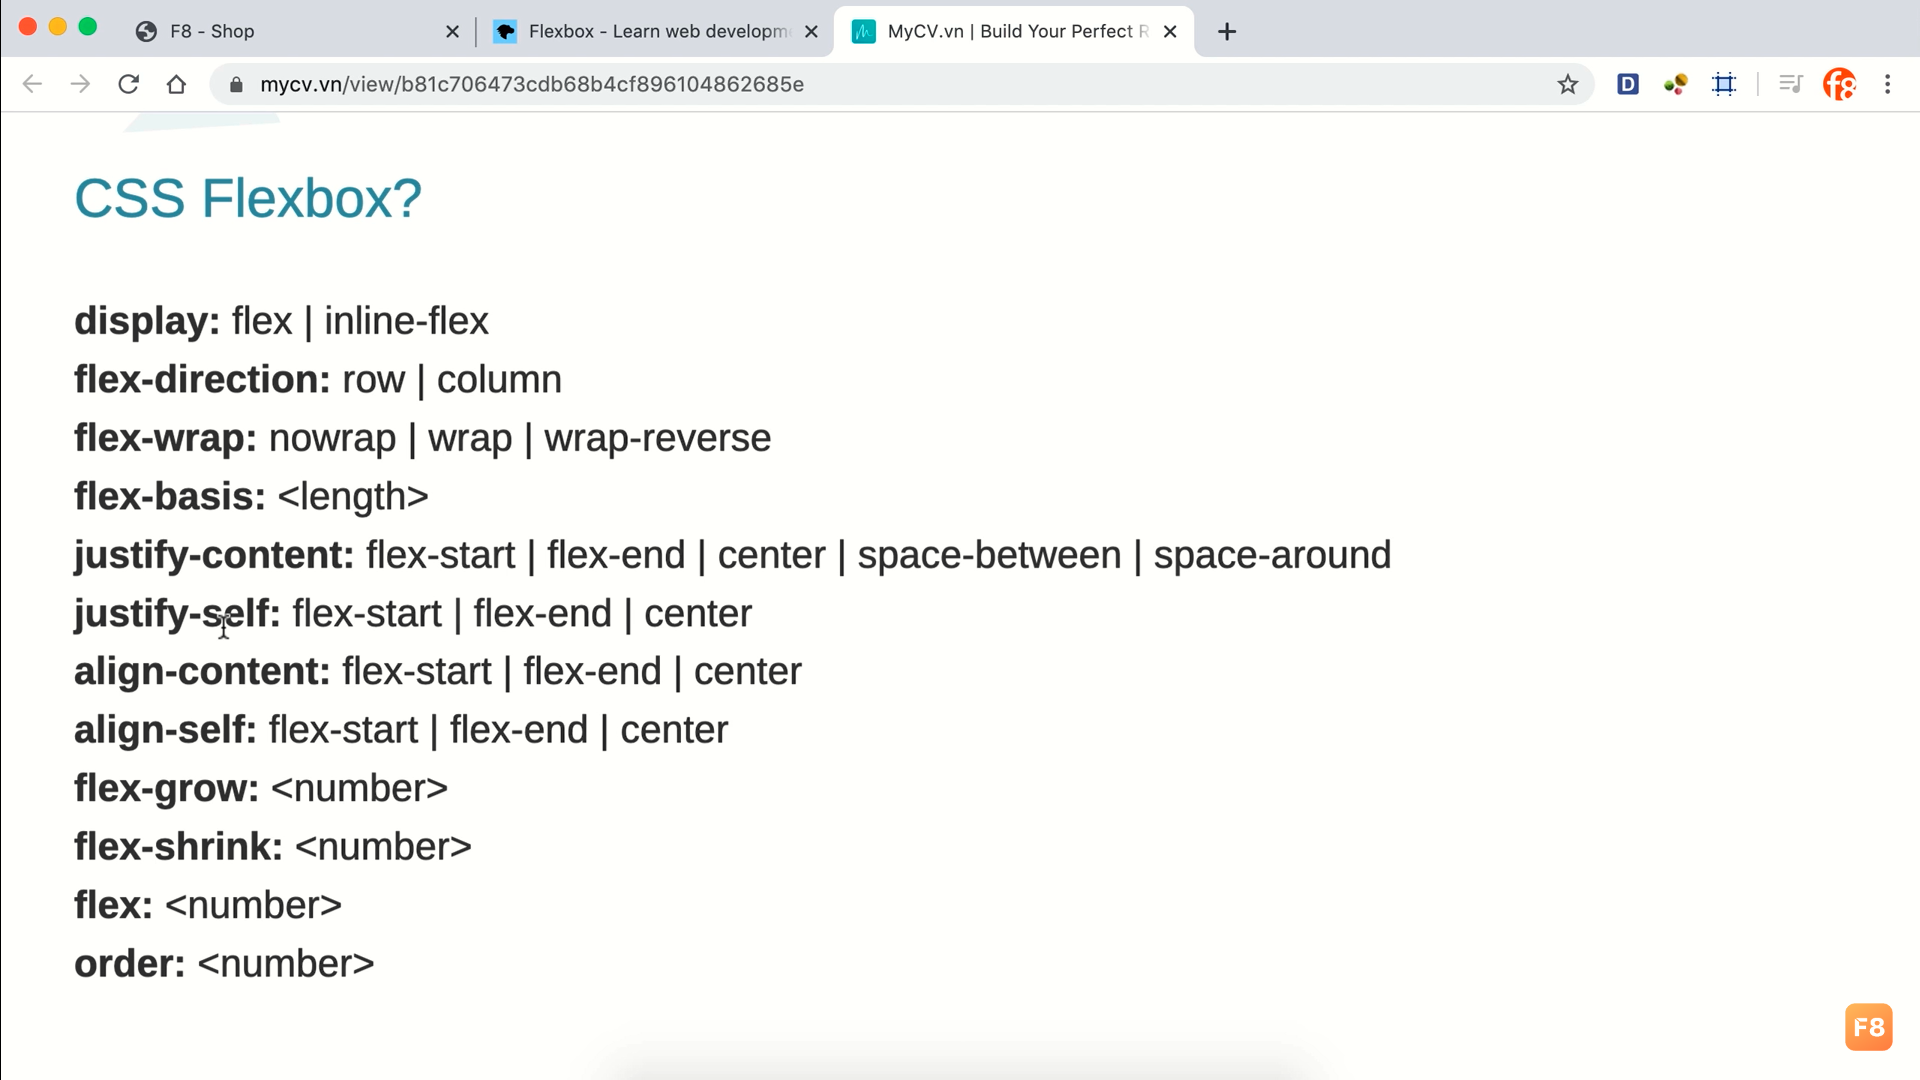 F8 - Shop
Flexbox - Learn web developm
MyCV.vn | Build Your Perfect R
mycv.vn/view/b81c706473cdb68b4cf896104862685e
D
f8
CSS Flexbox?
display: flex | inline-flex
flex-direction: row | column
flex-wrap: nowrap | wrap | wrap-reverse
flex-basis: <length>
justify-content: flex-start | flex-end | center | space-between | space-around
justify-self: flex-start | flex-end | center
align-content: flex-start | flex-end | center
align-self: flex-start | flex-end | center
flex-grow: <number>
flex-shrink: <number>
flex: <number>
order: <number>
F8